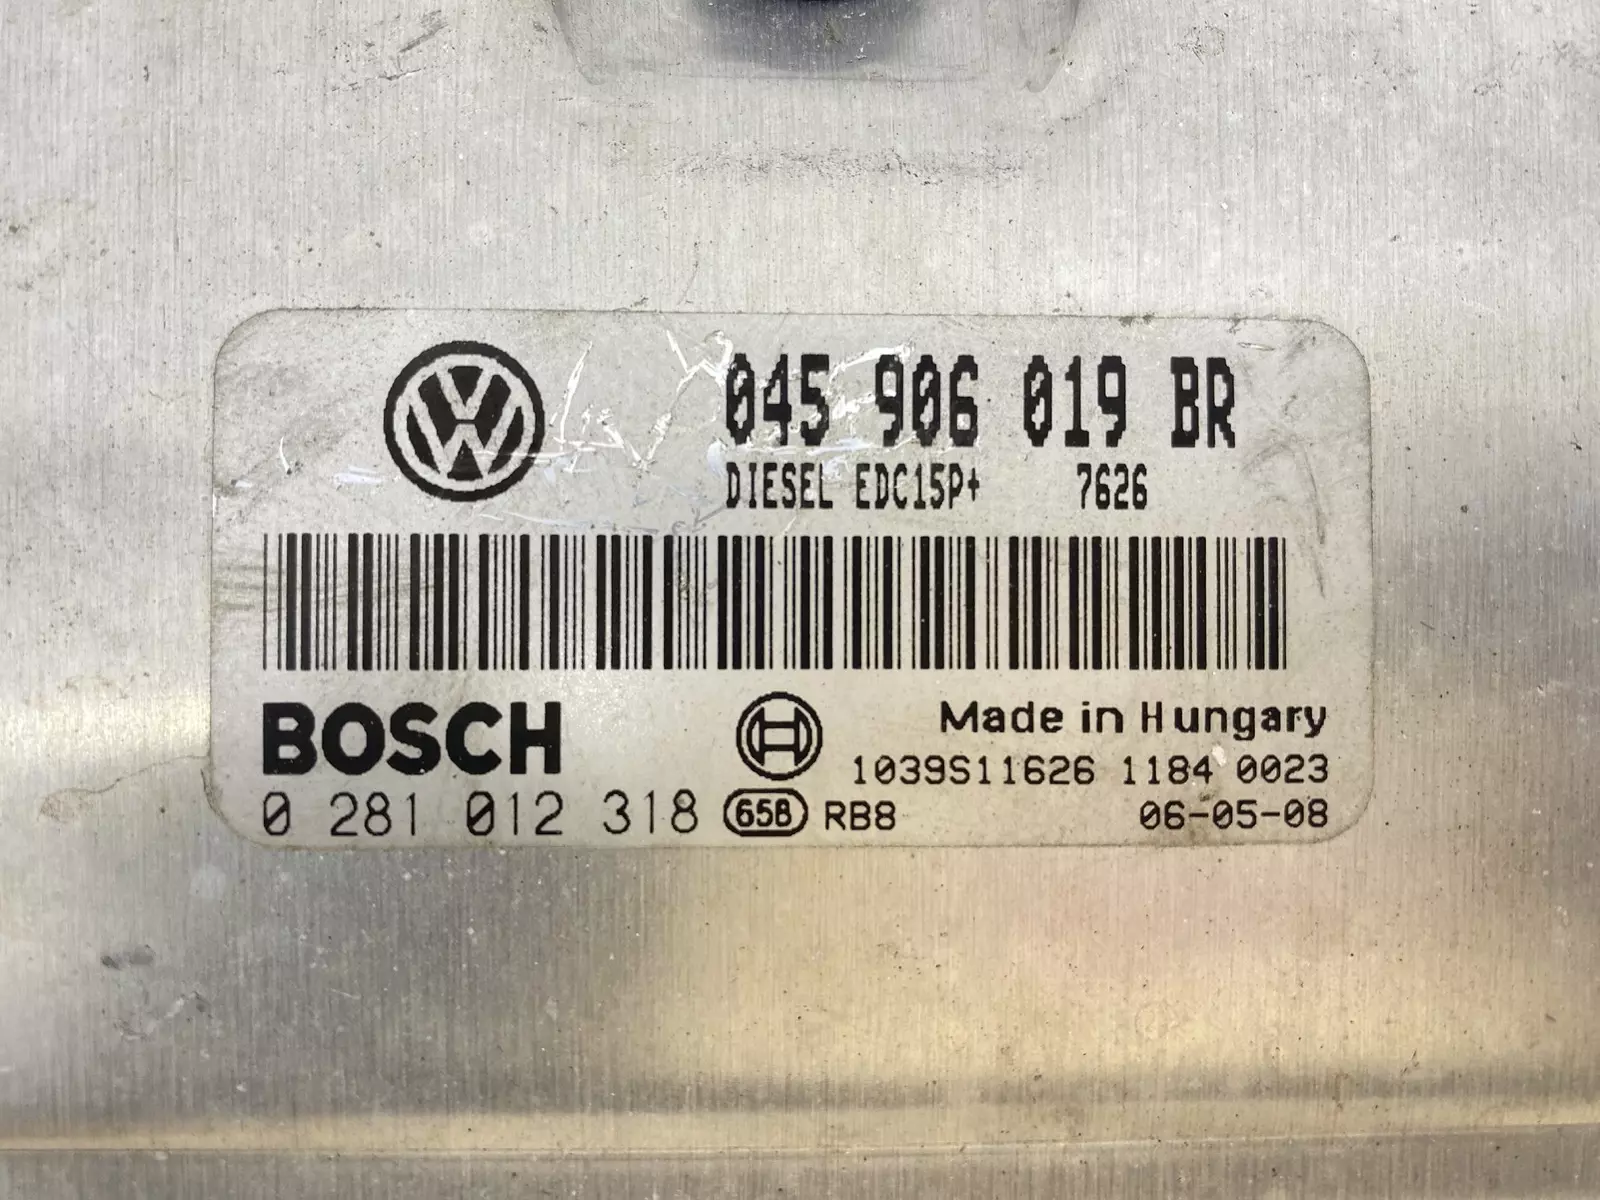 045 906 019 BR
DIESEL EDC15P+ 7626
BOSCH
Made in Hungary
1039S11626 1184 0023
0 281 012 318 65B RB8 06-05-08